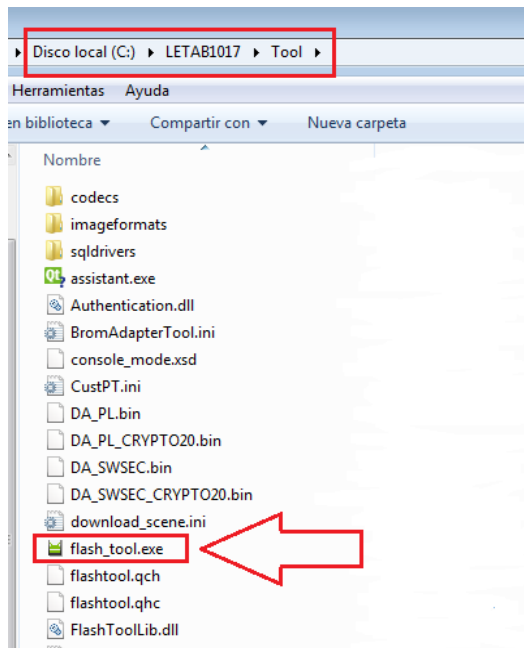 Disco local (C:) ▸ LETAB1017 ▸ Tool ▸
Herramientas Ayuda
en biblioteca ▾ Compartir con ▾ Nueva carpeta
Nombre
codecs
imageformats
sqldrivers
assistant.exe
Authentication.dll
BromAdapterTool.ini
console_mode.xsd
CustPT.ini
DA_PL.bin
DA_PL_CRYPTO20.bin
DA_SWSEC.bin
DA_SWSEC_CRYPTO20.bin
download_scene.ini
flash_tool.exe
flashtool.qch
flashtool.qhc
FlashToolLib.dll